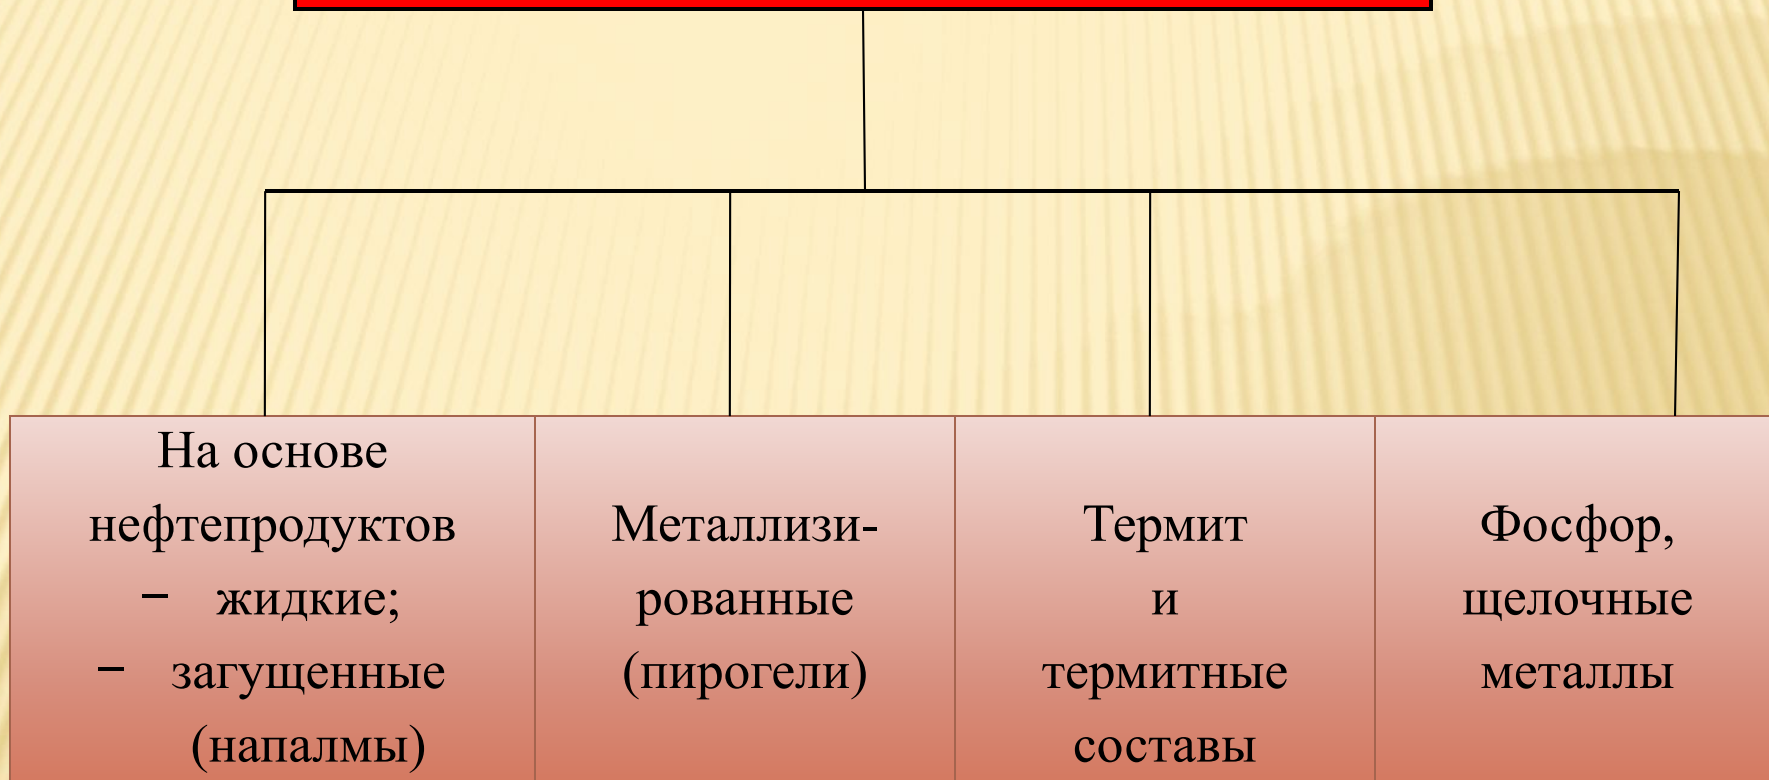 На основе
нефтепродуктов
– жидкие;
– загущенные
(напалмы)
Металлизи-
рованные
(пирогели)
Термит
и
термитные
составы
Фосфор,
щелочные
металлы